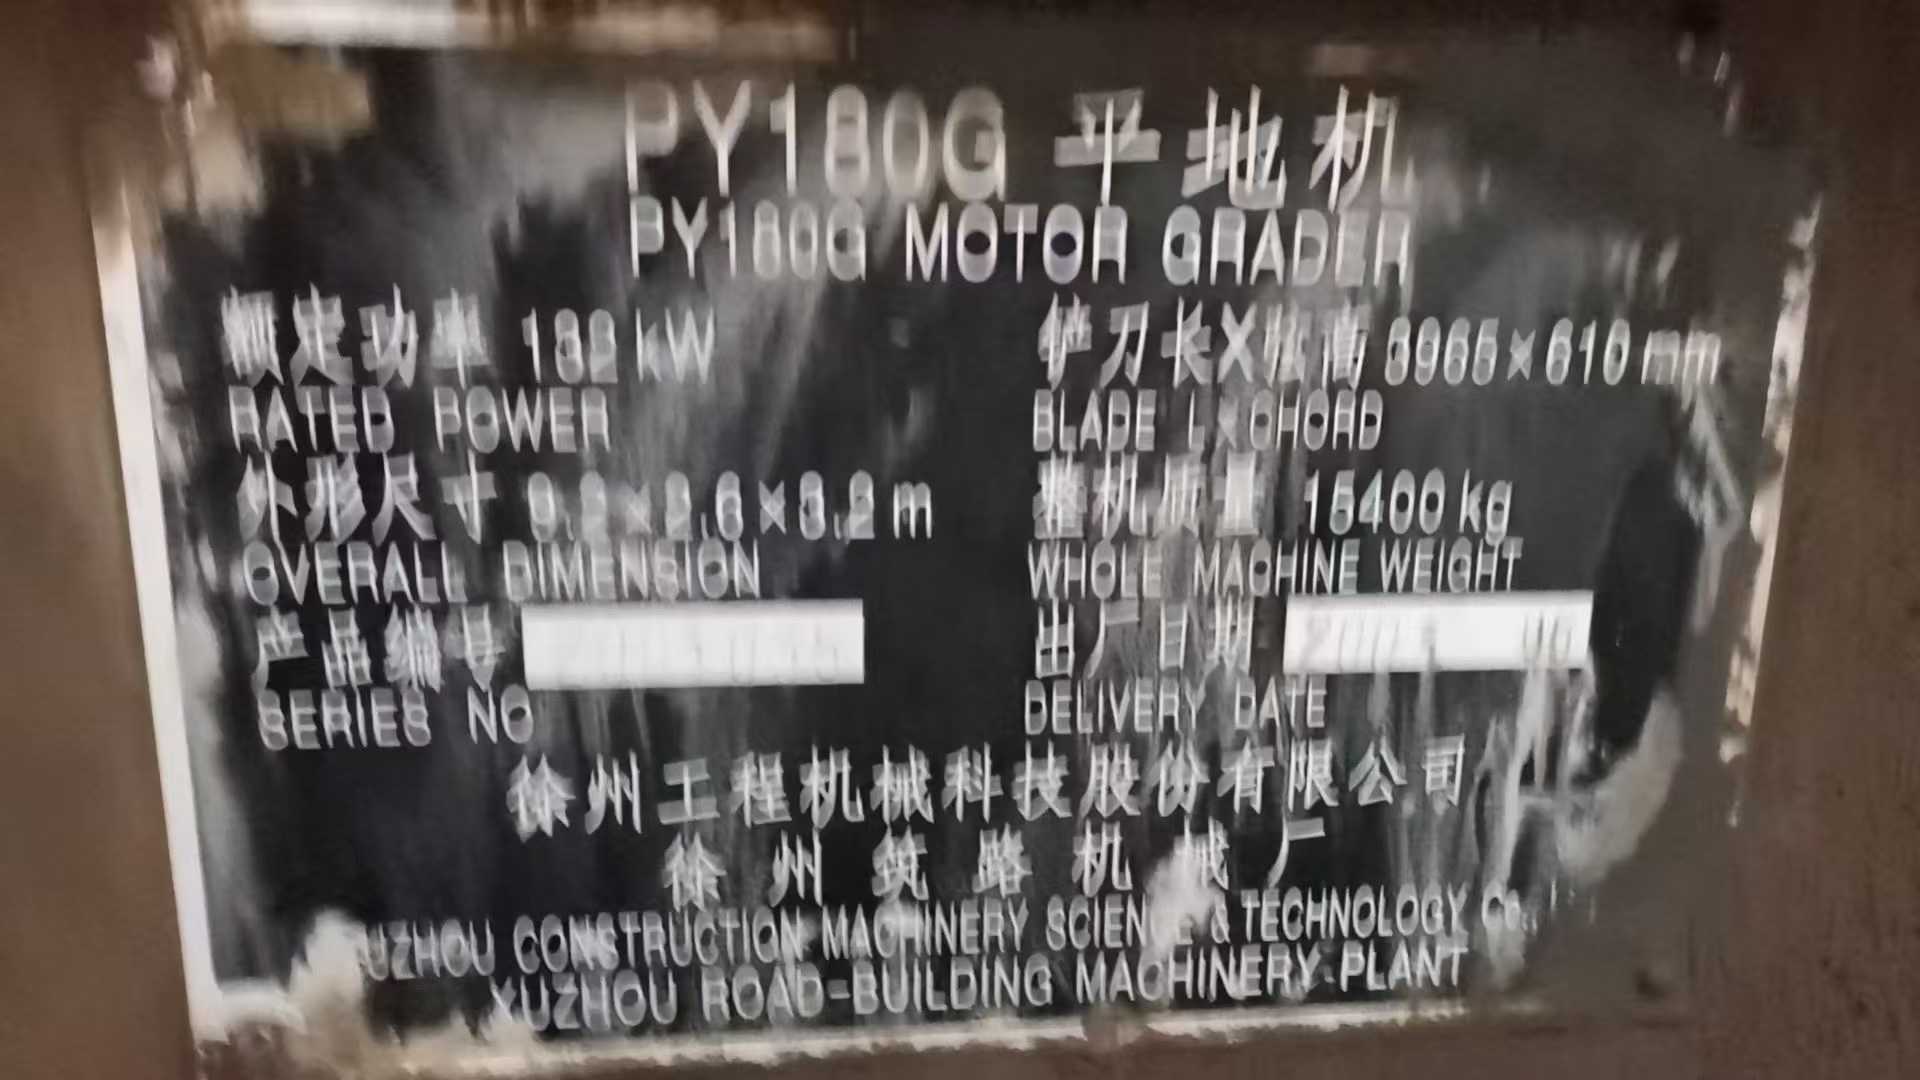 PY180G 平地机
PY180G MOTOR GRADER
额定功率 132 kW
RATED POWER
铲刀长X弦高 3965×610 mm
BLADE L×CHORD
外形尺寸 m
OVERALL DIMENSION
整机质量 15400 kg
WHOLE MACHINE WEIGHT
产品编号
SERIES NO
出厂日期
DELIVERY DATE
徐州工程机械科技股份有限公司
徐州筑路机械厂
XUZHOU CONSTRUCTION MACHINERY SCIENCE & TECHNOLOGY Co.,
XUZHOU ROAD-BUILDING MACHINERY PLANT